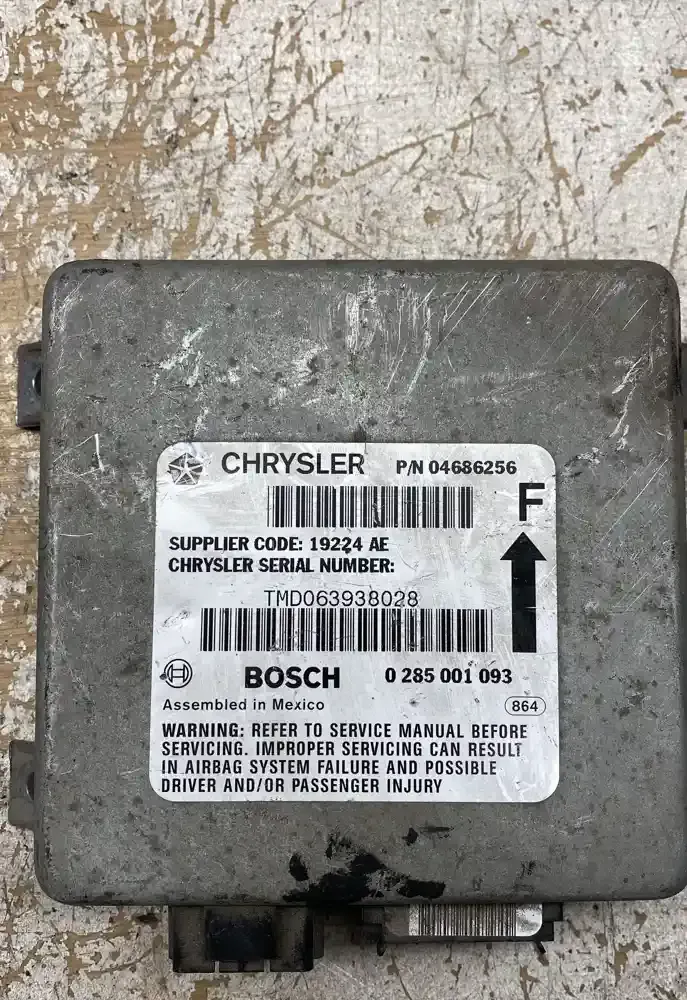 CHRYSLER P/N 04686256
F
SUPPLIER CODE: 19224 AE
CHRYSLER SERIAL NUMBER:
TMD063938028
BOSCH 0 285 001 093
Assembled in Mexico 864
WARNING: REFER TO SERVICE MANUAL BEFORE
SERVICING. IMPROPER SERVICING CAN RESULT
IN AIRBAG SYSTEM FAILURE AND POSSIBLE
DRIVER AND/OR PASSENGER INJURY